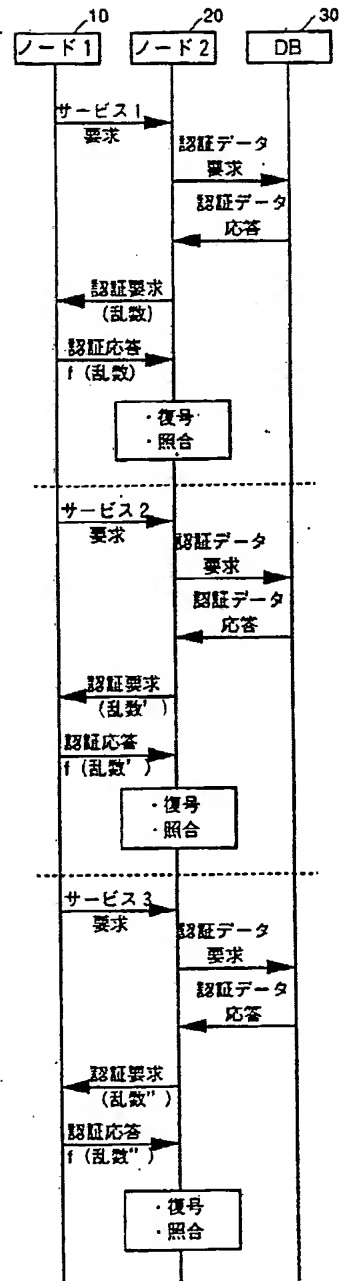 10
20
30
ノード1
ノード2
DB
サービス1
要求
認証データ
要求
認証データ
応答
認証要求
(乱数)
認証応答
f (乱数)
・復号
・照合
サービス2
要求
認証データ
要求
認証データ
応答
認証要求
(乱数')
認証応答
f (乱数')
・復号
・照合
サービス3
要求
認証データ
要求
認証データ
応答
認証要求
(乱数")
認証応答
f (乱数")
・復号
・照合